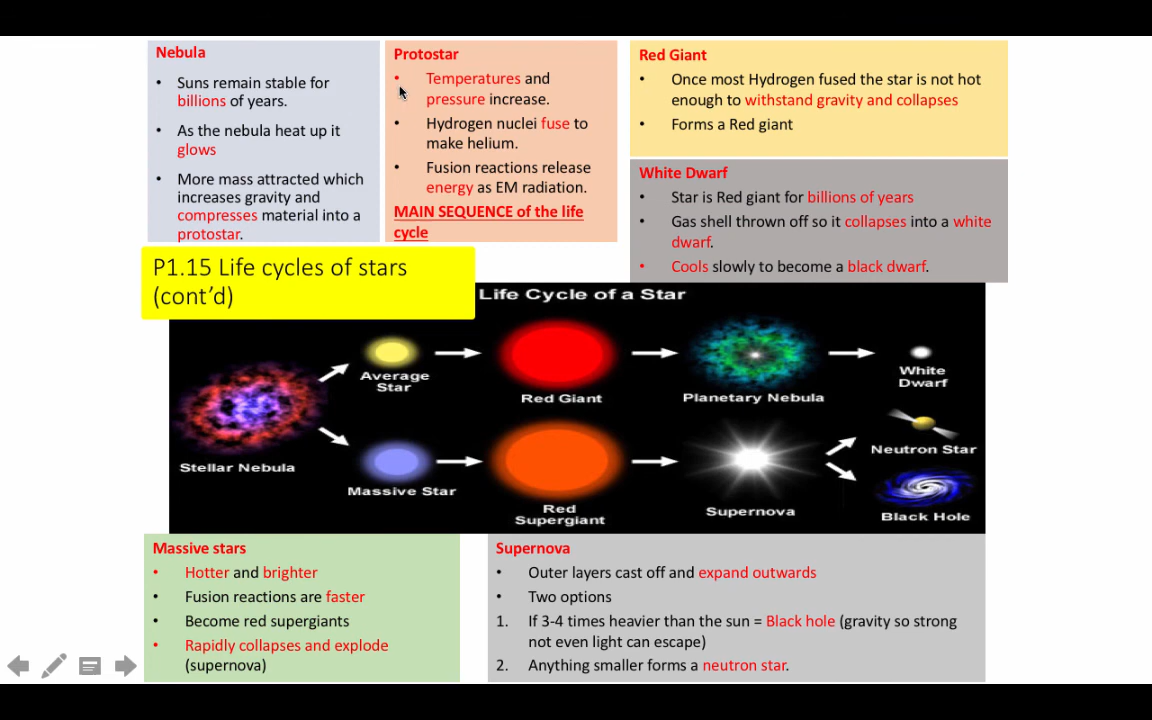 Nebula
• Suns remain stable for
billions of years.
• As the nebula heat up it
glows
• More mass attracted which
increases gravity and
compresses material into a
protostar.
Protostar
• Temperatures and
pressure increase.
• Hydrogen nuclei fuse to
make helium.
• Fusion reactions release
energy as EM radiation.
MAIN SEQUENCE of the life
cycle
Red Giant
• Once most Hydrogen fused the star is not hot
enough to withstand gravity and collapses
• Forms a Red giant
White Dwarf
• Star is Red giant for billions of years
• Gas shell thrown off so it collapses into a white
dwarf.
• Cools slowly to become a black dwarf.
P1.15 Life cycles of stars
(cont’d)
Life Cycle of a Star
Stellar Nebula
Average
Star
Red Giant
Planetary Nebula
White
Dwarf
Massive Star
Red
Supergiant
Supernova
Neutron Star
Black Hole
Massive stars
• Hotter and brighter
• Fusion reactions are faster
• Become red supergiants
• Rapidly collapses and explode
(supernova)
Supernova
• Outer layers cast off and expand outwards
• Two options
1. If 3-4 times heavier than the sun = Black hole (gravity so strong
not even light can escape)
2. Anything smaller forms a neutron star.